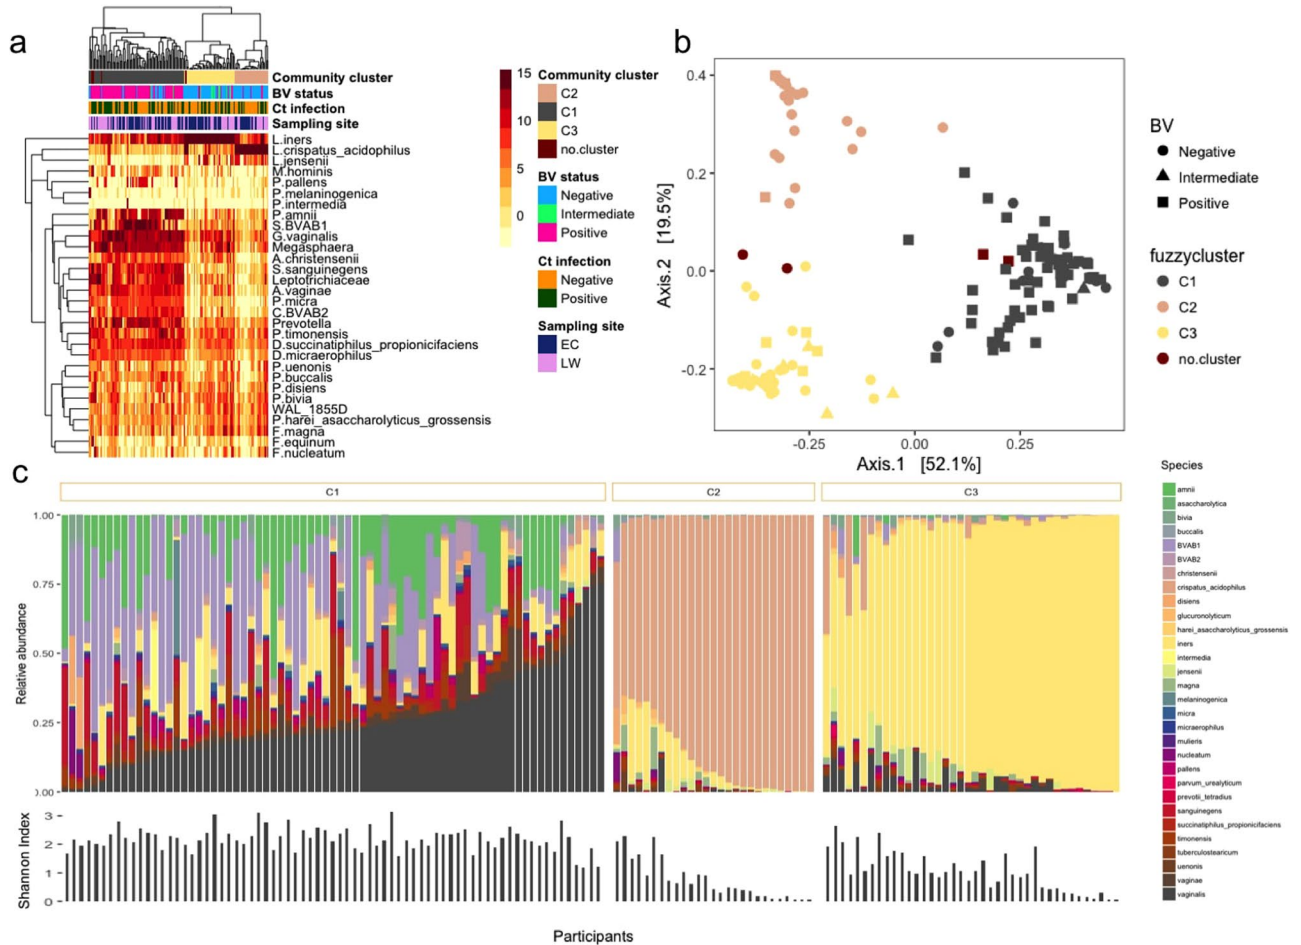 a
Community cluster
BV status
Ct infection
Sampling site
L.iners
L.crispatus_acidophilus
L.jensenii
M.hominis
P.pallens
P.melaninogenica
P.intermedia
P.amnii
S.BVAB1
G.vaginalis
Megasphaera
A.christensenii
S.sanguinegens
Leptotrichiaceae
A.vaginae
P.micra
C.BVAB2
Prevotella
P.timonensis
D.succinatiphilus_propionicifaciens
D.micraerophilus
P.uenonis
P.buccalis
P.disiens
P.bivia
WAL_1855D
P.harei_asaccharolyticus_grossensis
F.magna
F.equinum
F.nucleatum
15
10
5
0
Community cluster
C2
C1
C3
no.cluster
BV status
Negative
Intermediate
Positive
Ct infection
Negative
Positive
Sampling site
EC
LW
b
0.4
0.2
0.0
-0.2
Axis.2 [19.5%]
-0.25
0.00
0.25
Axis.1 [52.1%]
BV
Negative
Intermediate
Positive
fuzzycluster
C1
C2
C3
no.cluster
c
C1
C2
C3
1.00
0.75
0.50
0.25
0.00
Relative abundance
3
2
1
0
Shannon Index
Participants
Species
amnii
asaccharolytica
bivia
buccalis
BVAB1
BVAB2
christensenii
crispatus_acidophilus
disiens
glucuronolyticum
harei_asaccharolyticus_grossensis
iners
intermedia
jensenii
magna
melaninogenica
micra
micraerophilus
mulieris
nucleatum
pallens
parvum_urealyticum
prevotii_tetradius
sanguinegens
succinatiphilus_propionicifaciens
timonensis
tuberculostearicum
uenonis
vaginae
vaginalis